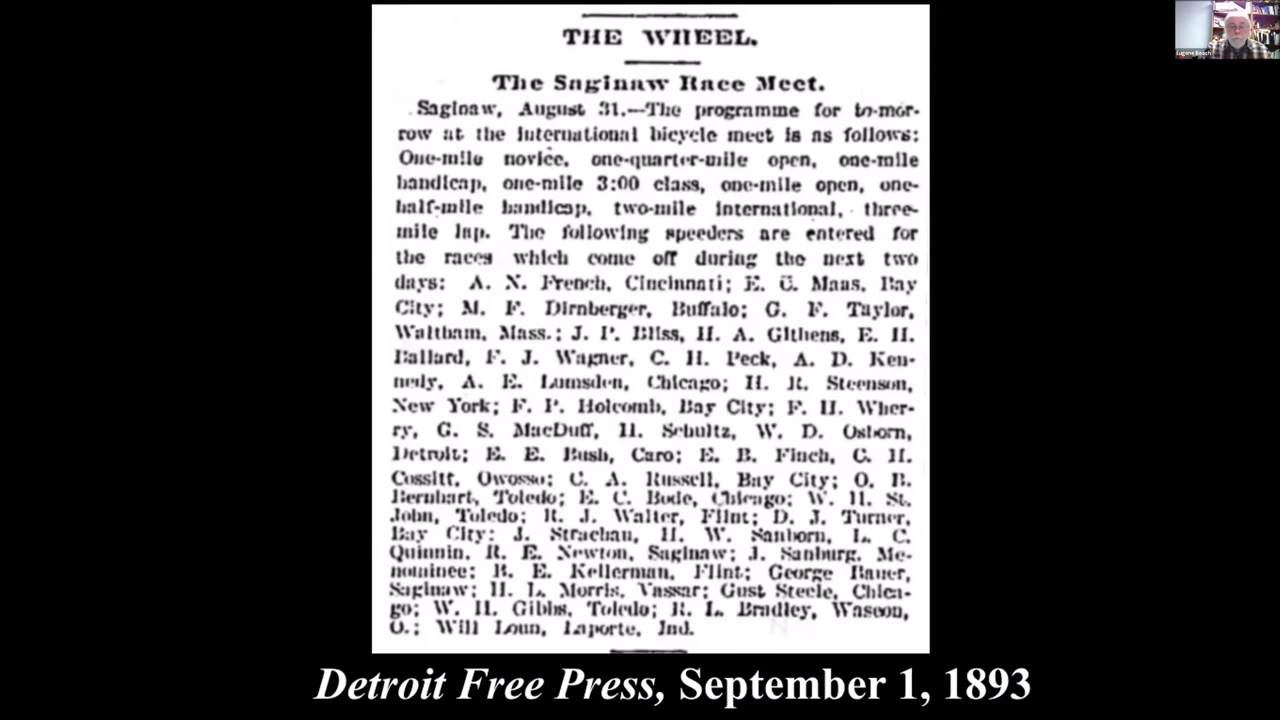 THE WHEEL.
The Saginaw Race Meet.
Saginaw, August 31.—The programme for to-mor-
row at the international bicycle meet is as follows:
One-mile novice, one-quarter-mile open, one-mile
handicap, one-mile 3:00 class, one-mile open, one-
half-mile handicap, two-mile international, three-
mile lap. The following speeders are entered for
the races which come off during the next two
days: A. N. French, Cincinnati; E. C. Maas, Bay
City; M. F. Dirnberger, Buffalo; G. F. Taylor,
Waltham, Mass.; J. P. Bliss, H. A. Githens, E. H.
Ballard, F. J. Wagner, C. H. Peck, A. D. Ken-
nedy, A. E. Lumsden, Chicago; H. R. Steenson,
New York; F. P. Holcomb, Bay City; F. H. Wher-
ry, G. S. MacDuff, H. Schultz, W. D. Osborn,
Detroit; E. E. Bush, Caro; E. B. Finch, C. H.
Cossitt, Owosso; C. A. Russell, Bay City; O. B.
Bernhart, Toledo; E. C. Bode, Chicago; W. H. St.
John, Toledo; R. J. Walter, Flint; D. J. Turner,
Bay City; J. Strachan, H. W. Sanborn, L. C.
Quinnin, R. E. Newton, Saginaw; J. Sanburg, Me-
nominee; B. E. Kellerman, Flint; George Bauer,
Saginaw; H. L. Morris, Vassar; Gust Steele, Chica-
go; W. H. Gibbs, Toledo; R. L. Bradley, Waseon,
O.; Will Loun, Laporte, Ind.
Detroit Free Press, September 1, 1893
Eugene Beach